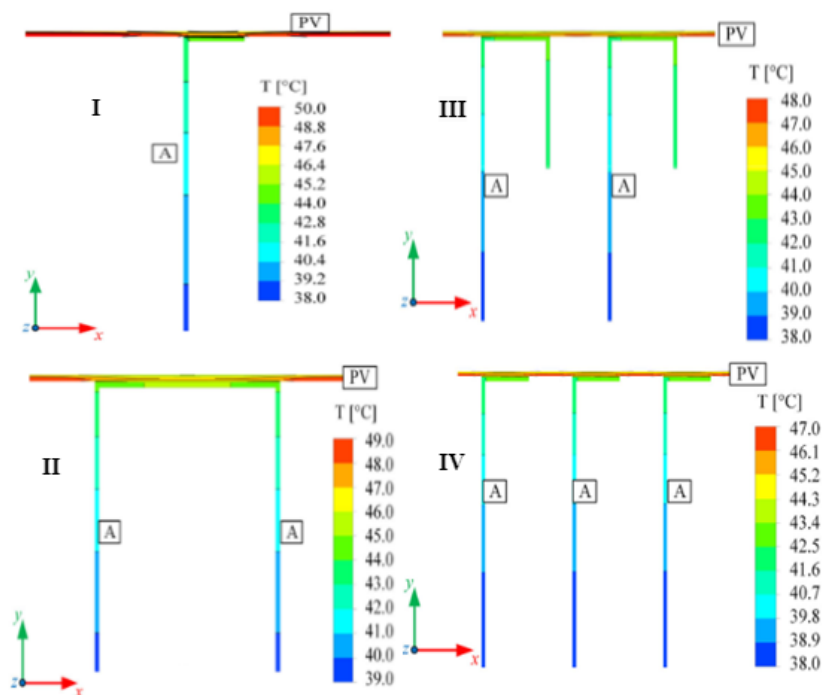 PV
I
T [°C]
50.0
48.8
47.6
46.4
45.2
44.0
42.8
41.6
40.4
39.2
38.0
A
y
z
x
PV
III
T [°C]
48.0
47.0
46.0
45.0
44.0
43.0
42.0
41.0
40.0
39.0
38.0
A
A
y
z
x
PV
II
T [°C]
49.0
48.0
47.0
46.0
45.0
44.0
43.0
42.0
41.0
40.0
39.0
A
A
y
z
x
PV
IV
T [°C]
47.0
46.1
45.2
44.3
43.4
42.5
41.6
40.7
39.8
38.9
38.0
A
A
A
y
z
x